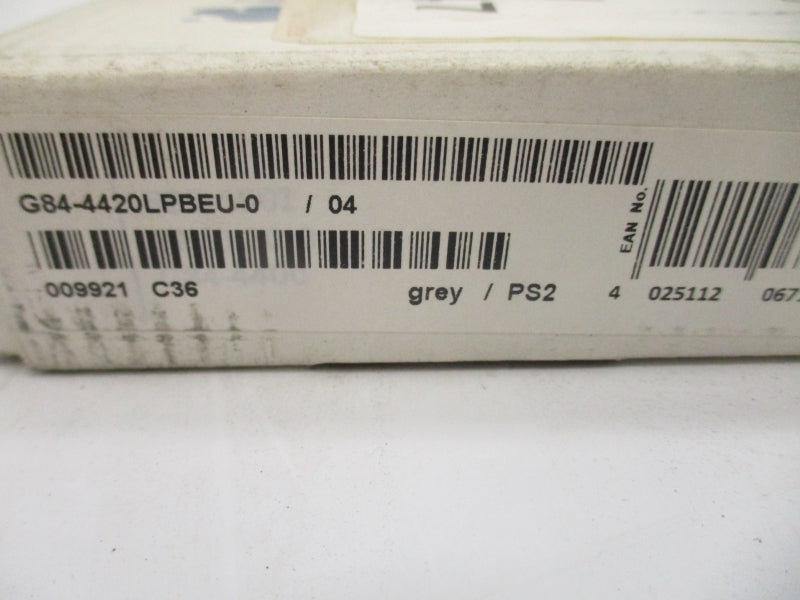 G84-4420LPBEU-0 / 04
EAN No.
009921 C36 grey / PS2
4 025112